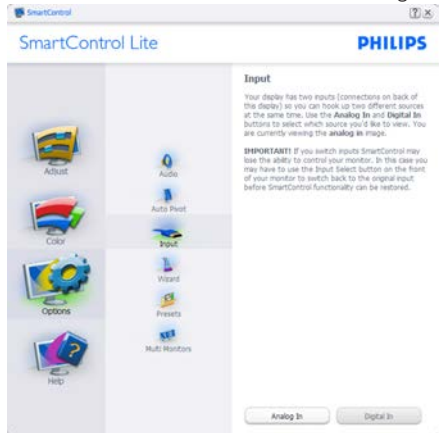 SmartControl
SmartControl Lite
PHILIPS
Adjust
Color
Options
Help
Audio
Auto Pivot
Input
Wizard
Presets
Multi Monitors
Input
Your display has two inputs (connections on back of
this display) so you can hook up two different sources
at the same time. Use the Analog In and Digital In
buttons to select which source you'd like to view. You
are currently viewing the analog in image.
IMPORTANT! If you switch inputs SmartControl may
lose the ability to control your monitor. In this case you
may have to use the Input Select button on the front
of your monitor to switch back to the original input
before SmartControl functionality can be restored.
Analog In
Digital In